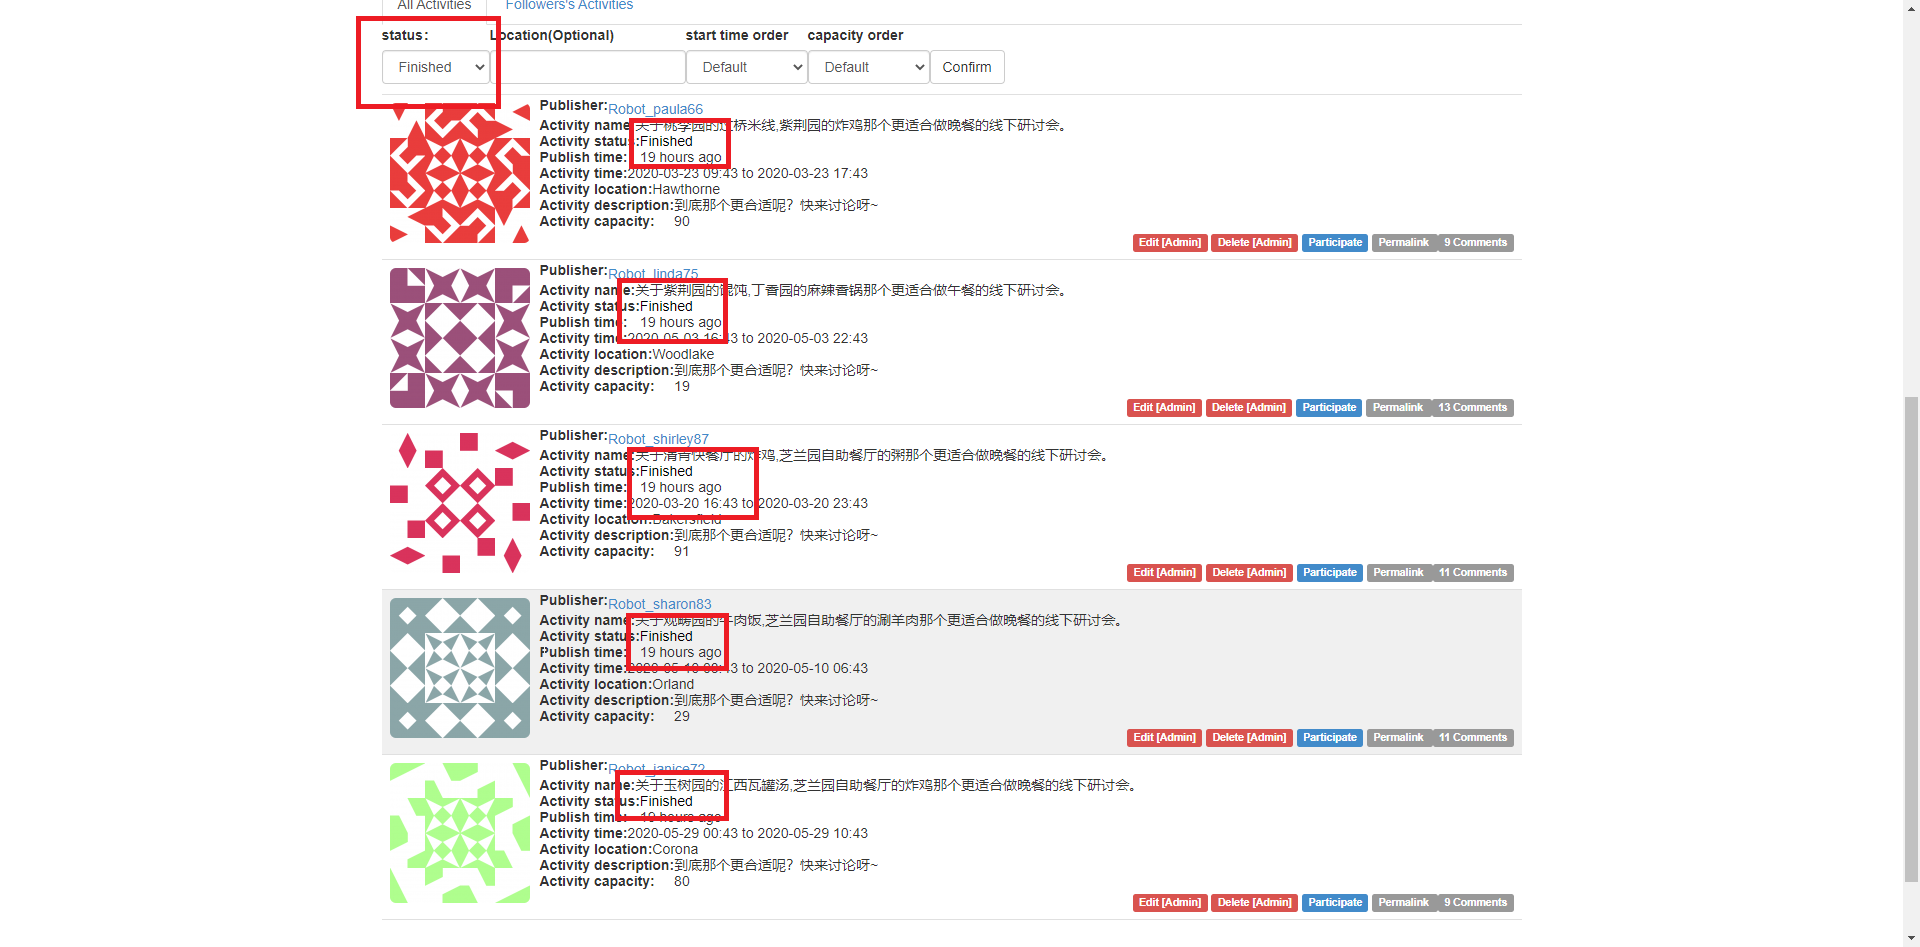 All Activities Followers's Activities
status: Location(Optional) start time order capacity order
Finished Default Default Confirm
Publisher:Robot_paula66
Activity name:关于桃李园的过桥米线,紫荆园的炸鸡那个更适合做晚餐的线下研讨会。
Activity status:Finished
Publish time: 19 hours ago
Activity time:2020-03-23 09:43 to 2020-03-23 17:43
Activity location:Hawthorne
Activity description:到底那个更合适呢？快来讨论呀~
Activity capacity: 90
Edit [Admin] Delete [Admin] Participate Permalink 9 Comments
Publisher:Robot_linda75
Activity name:关于紫荆园的馄饨,丁香园的麻辣香锅那个更适合做午餐的线下研讨会。
Activity status:Finished
Publish time: 19 hours ago
Activity time:2020-05-03 16:43 to 2020-05-03 22:43
Activity location:Woodlake
Activity description:到底那个更合适呢？快来讨论呀~
Activity capacity: 19
Edit [Admin] Delete [Admin] Participate Permalink 13 Comments
Publisher:Robot_shirley87
Activity name:关于清青快餐厅的炸鸡,芝兰园自助餐厅的粥那个更适合做晚餐的线下研讨会。
Activity status:Finished
Publish time: 19 hours ago
Activity time:2020-03-20 16:43 to 2020-03-20 23:43
Activity location:Bakersfield
Activity description:到底那个更合适呢？快来讨论呀~
Activity capacity: 91
Edit [Admin] Delete [Admin] Participate Permalink 11 Comments
Publisher:Robot_sharon83
Activity name:关于观畴园的牛肉饭,芝兰园自助餐厅的涮羊肉那个更适合做晚餐的线下研讨会。
Activity status:Finished
Publish time: 19 hours ago
Activity time:2020-05-10 to 2020-05-10 06:43
Activity location:Orland
Activity description:到底那个更合适呢？快来讨论呀~
Activity capacity: 29
Edit [Admin] Delete [Admin] Participate Permalink 11 Comments
Publisher:Robot_janice72
Activity name:关于玉树园的江西瓦罐汤,芝兰园自助餐厅的炸鸡那个更适合做晚餐的线下研讨会。
Activity status:Finished
Publish time: 19 hours ago
Activity time:2020-05-29 00:43 to 2020-05-29 10:43
Activity location:Corona
Activity description:到底那个更合适呢？快来讨论呀~
Activity capacity: 80
Edit [Admin] Delete [Admin] Participate Permalink 9 Comments